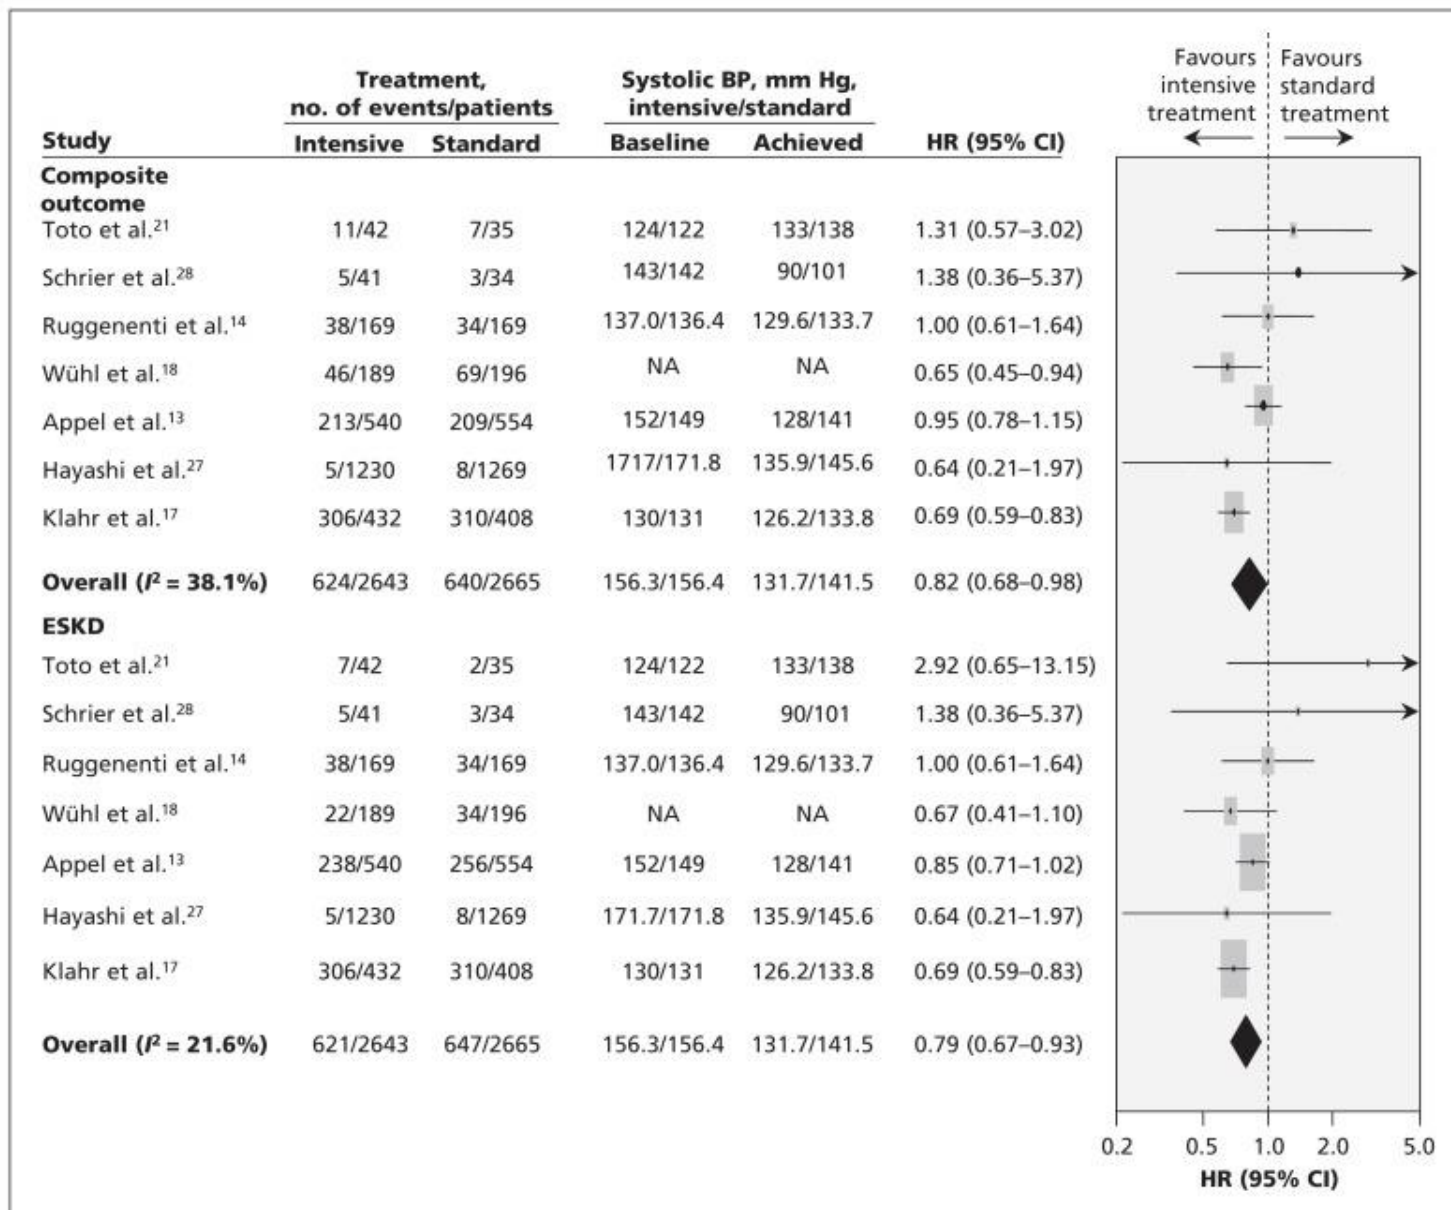 Favours intensive treatment
Favours standard treatment
Treatment, no. of events/patients
Systolic BP, mm Hg, intensive/standard
Study Intensive Standard Baseline Achieved HR (95% CI)
Composite outcome
Toto et al.21 11/42 7/35 124/122 133/138 1.31 (0.57–3.02)
Schrier et al.28 5/41 3/34 143/142 90/101 1.38 (0.36–5.37)
Ruggenenti et al.14 38/169 34/169 137.0/136.4 129.6/133.7 1.00 (0.61–1.64)
Wühl et al.18 46/189 69/196 NA NA 0.65 (0.45–0.94)
Appel et al.13 213/540 209/554 152/149 128/141 0.95 (0.78–1.15)
Hayashi et al.27 5/1230 8/1269 1717/171.8 135.9/145.6 0.64 (0.21–1.97)
Klahr et al.17 306/432 310/408 130/131 126.2/133.8 0.69 (0.59–0.83)
Overall (I² = 38.1%) 624/2643 640/2665 156.3/156.4 131.7/141.5 0.82 (0.68–0.98)
ESKD
Toto et al.21 7/42 2/35 124/122 133/138 2.92 (0.65–13.15)
Schrier et al.28 5/41 3/34 143/142 90/101 1.38 (0.36–5.37)
Ruggenenti et al.14 38/169 34/169 137.0/136.4 129.6/133.7 1.00 (0.61–1.64)
Wühl et al.18 22/189 34/196 NA NA 0.67 (0.41–1.10)
Appel et al.13 238/540 256/554 152/149 128/141 0.85 (0.71–1.02)
Hayashi et al.27 5/1230 8/1269 171.7/171.8 135.9/145.6 0.64 (0.21–1.97)
Klahr et al.17 306/432 310/408 130/131 126.2/133.8 0.69 (0.59–0.83)
Overall (I² = 21.6%) 621/2643 647/2665 156.3/156.4 131.7/141.5 0.79 (0.67–0.93)
0.2 0.5 1.0 2.0 5.0
HR (95% CI)